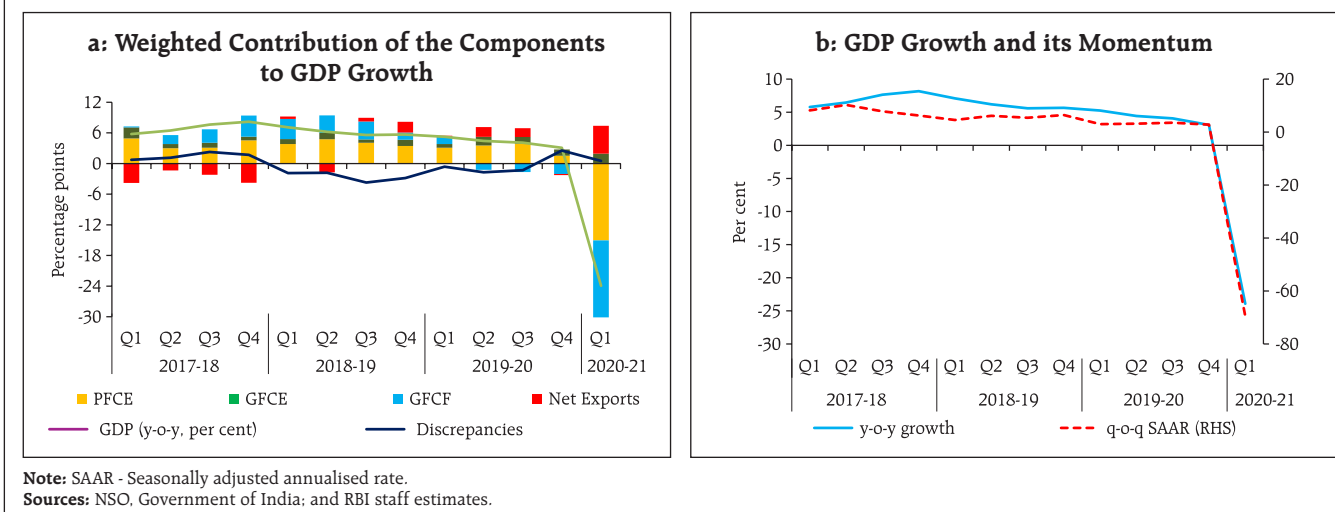 a: Weighted Contribution of the Components
to GDP Growth
Percentage points
12
6
0
-6
-12
-18
-24
-30
Q1 Q2 Q3 Q4 Q1 Q2 Q3 Q4 Q1 Q2 Q3 Q4 Q1
2017-18 2018-19 2019-20 2020-21
PFCE GFCE GFCF Net Exports
GDP (y-o-y, per cent) Discrepancies
b: GDP Growth and its Momentum
Per cent
10
5
0
-5
-10
-15
-20
-25
-30
20
0
-20
-40
-60
-80
Q1 Q2 Q3 Q4 Q1 Q2 Q3 Q4 Q1 Q2 Q3 Q4 Q1
2017-18 2018-19 2019-20 2020-21
y-o-y growth q-o-q SAAR (RHS)
Note: SAAR - Seasonally adjusted annualised rate.
Sources: NSO, Government of India; and RBI staff estimates.